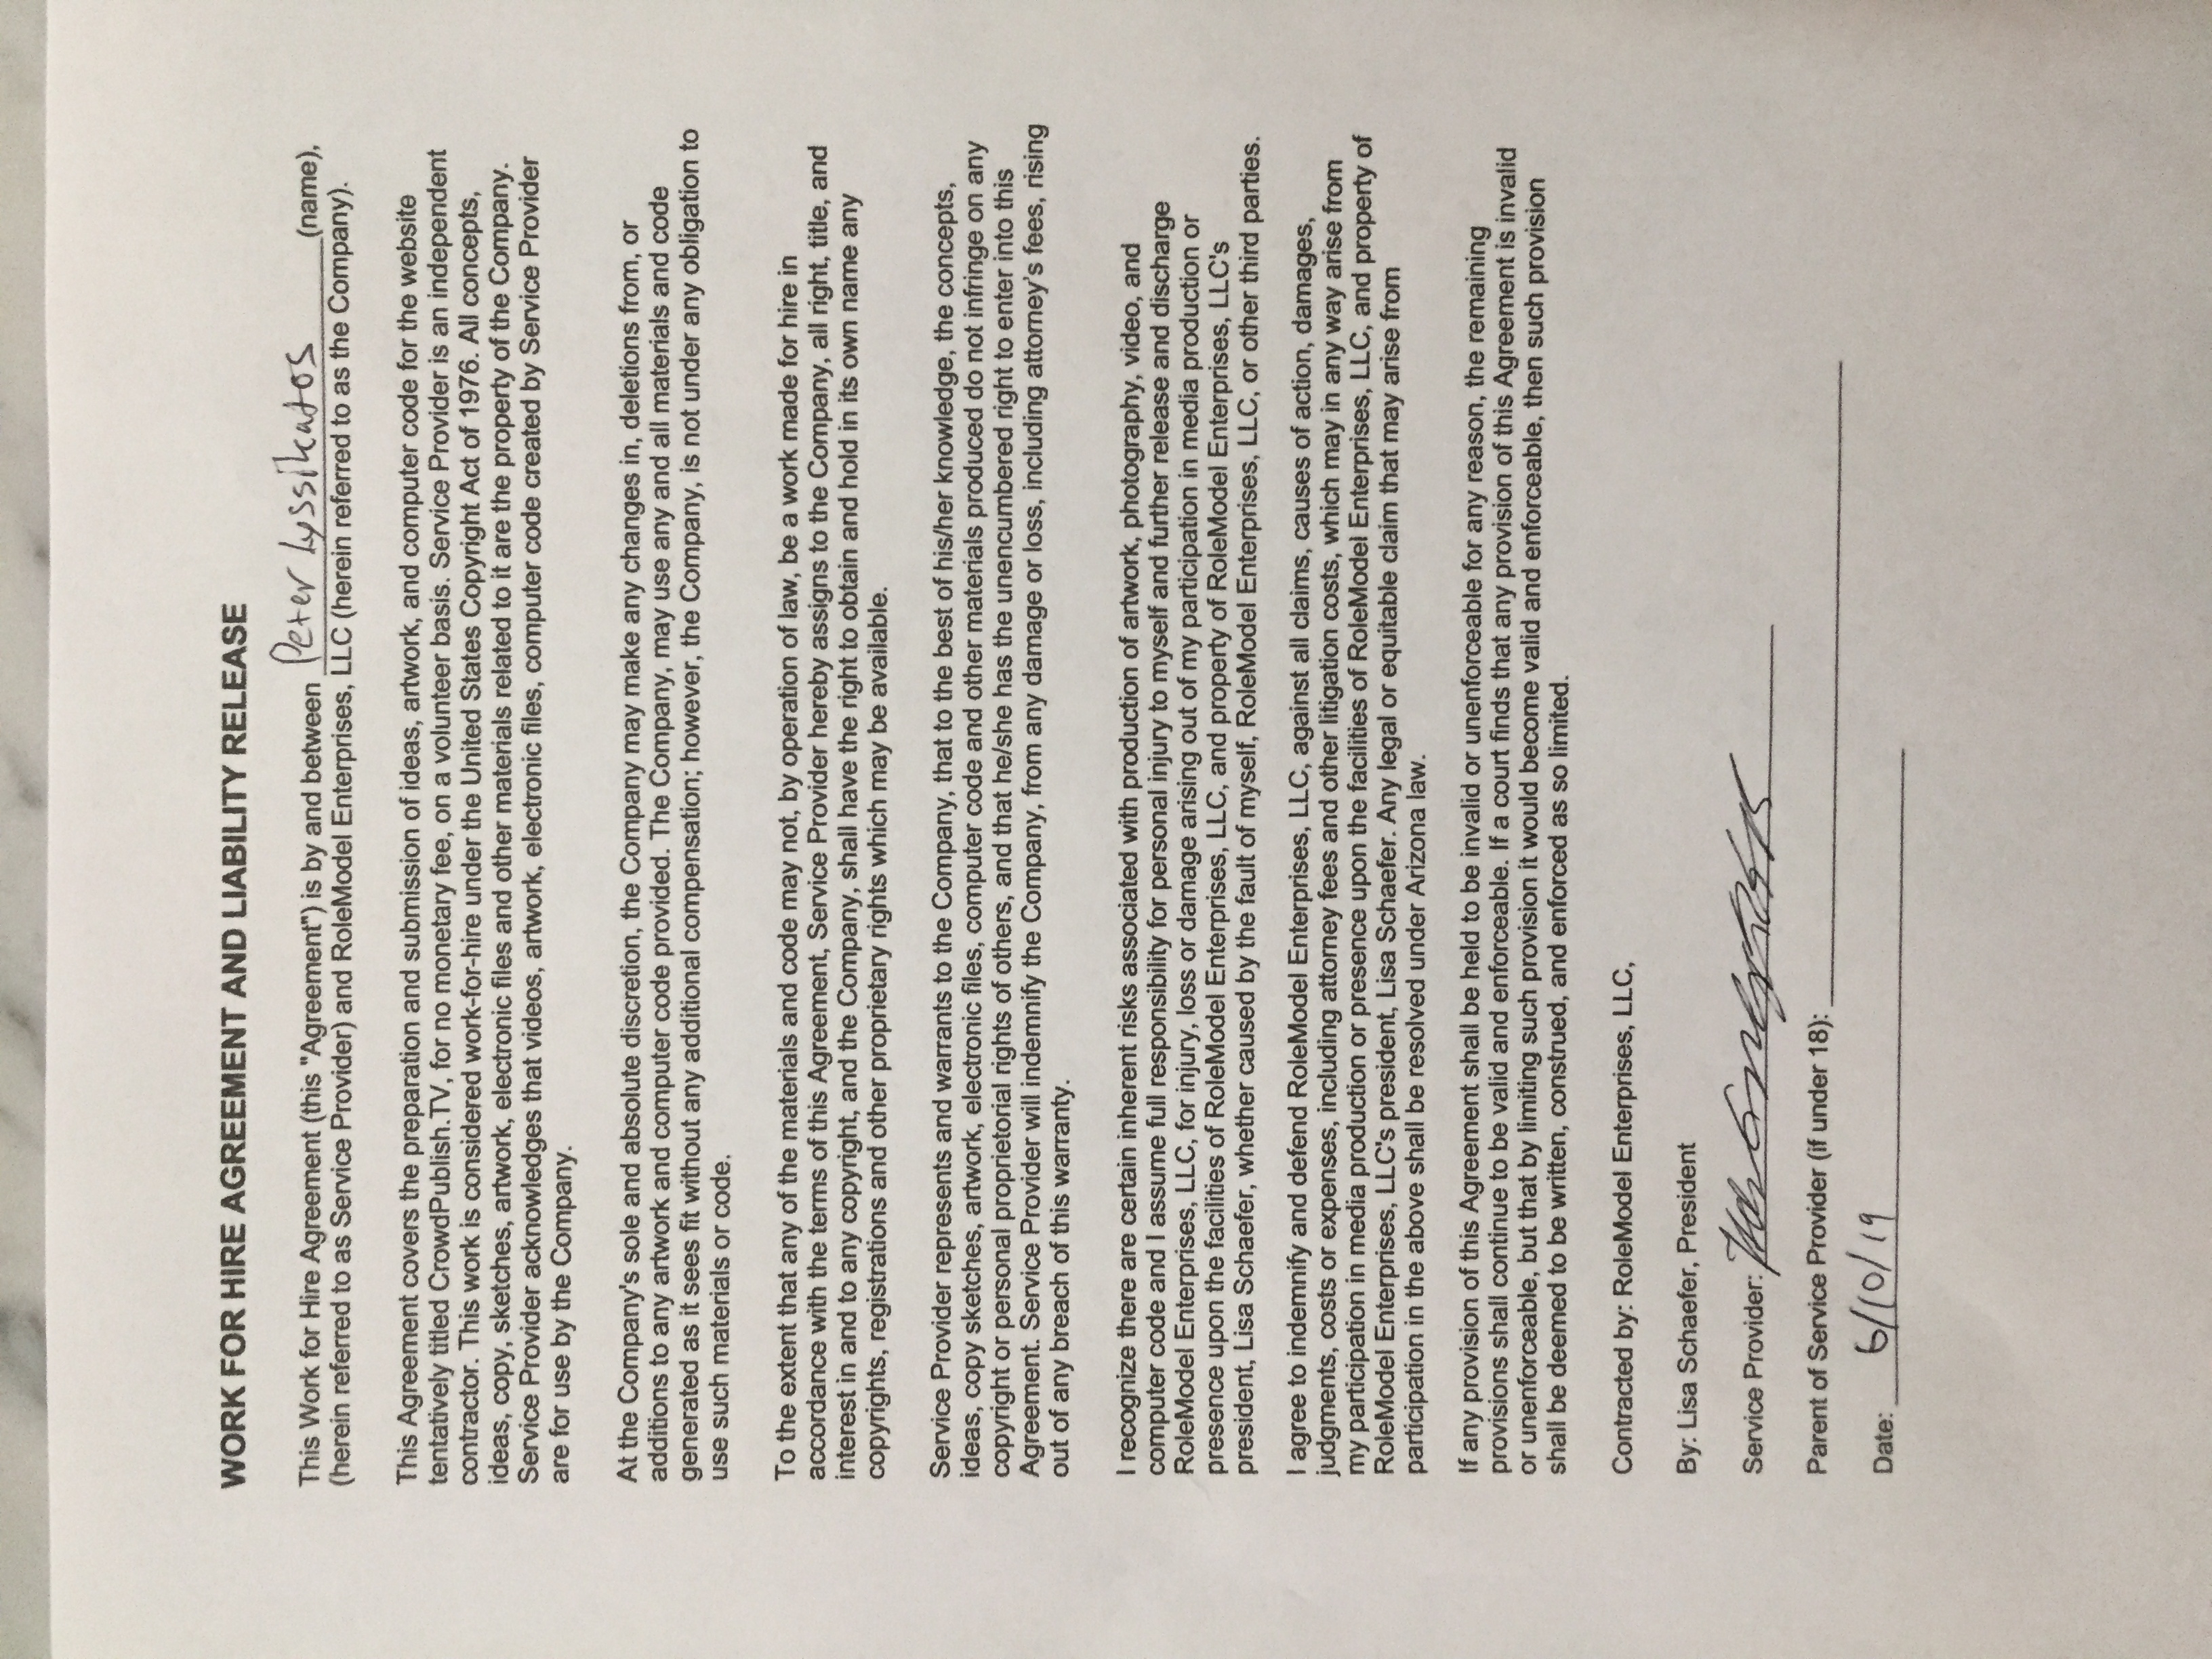 WORK FOR HIRE AGREEMENT AND LIABILITY RELEASE
This Work for Hire Agreement (this "Agreement") is by and between Peter Lyssikatos (name),
(herein referred to as Service Provider) and RoleModel Enterprises, LLC (herein referred to as the Company).
This Agreement covers the preparation and submission of ideas, artwork, and computer code for the website
tentatively titled CrowdPublish.TV, for no monetary fee, on a volunteer basis. Service Provider is an independent
contractor. This work is considered work-for-hire under the United States Copyright Act of 1976. All concepts,
ideas, copy, sketches, artwork, electronic files and other materials related to it are the property of the Company.
Service Provider acknowledges that videos, artwork, electronic files, computer code created by Service Provider
are for use by the Company.
At the Company's sole and absolute discretion, the Company may make any changes in, deletions from, or
additions to any artwork and computer code provided. The Company, may use any and all materials and code
generated as it sees fit without any additional compensation; however, the Company, is not under any obligation to
use such materials or code.
To the extent that any of the materials and code may not, by operation of law, be a work made for hire in
accordance with the terms of this Agreement, Service Provider hereby assigns to the Company, all right, title, and
interest in and to any copyright, and the Company, shall have the right to obtain and hold in its own name any
copyrights, registrations and other proprietary rights which may be available.
Service Provider represents and warrants to the Company, that to the best of his/her knowledge, the concepts,
ideas, copy sketches, artwork, electronic files, computer code and other materials produced do not infringe on any
copyright or personal proprietorial rights of others, and that he/she has the unencumbered right to enter into this
Agreement. Service Provider will indemnify the Company, from any damage or loss, including attorney's fees, rising
out of any breach of this warranty.
I recognize there are certain inherent risks associated with production of artwork, photography, video, and
computer code and I assume full responsibility for personal injury to myself and further release and discharge
RoleModel Enterprises, LLC, for injury, loss or damage arising out of my participation in media production or
presence upon the facilities of RoleModel Enterprises, LLC, and property of RoleModel Enterprises, LLC's
president, Lisa Schaefer, whether caused by the fault of myself, RoleModel Enterprises, LLC, or other third parties.
I agree to indemnify and defend RoleModel Enterprises, LLC, against all claims, causes of action, damages,
judgments, costs or expenses, including attorney fees and other litigation costs, which may in any way arise from
my participation in media production or presence upon the facilities of RoleModel Enterprises, LLC, and property of
RoleModel Enterprises, LLC's president, Lisa Schaefer. Any legal or equitable claim that may arise from
participation in the above shall be resolved under Arizona law.
If any provision of this Agreement shall be held to be invalid or unenforceable for any reason, the remaining
provisions shall continue to be valid and enforceable. If a court finds that any provision of this Agreement is invalid
or unenforceable, but that by limiting such provision it would become valid and enforceable, then such provision
shall be deemed to be written, construed, and enforced as so limited.
Contracted by: RoleModel Enterprises, LLC,
By: Lisa Schaefer, President
Service Provider:
Parent of Service Provider (if under 18):
Date: 6/10/19